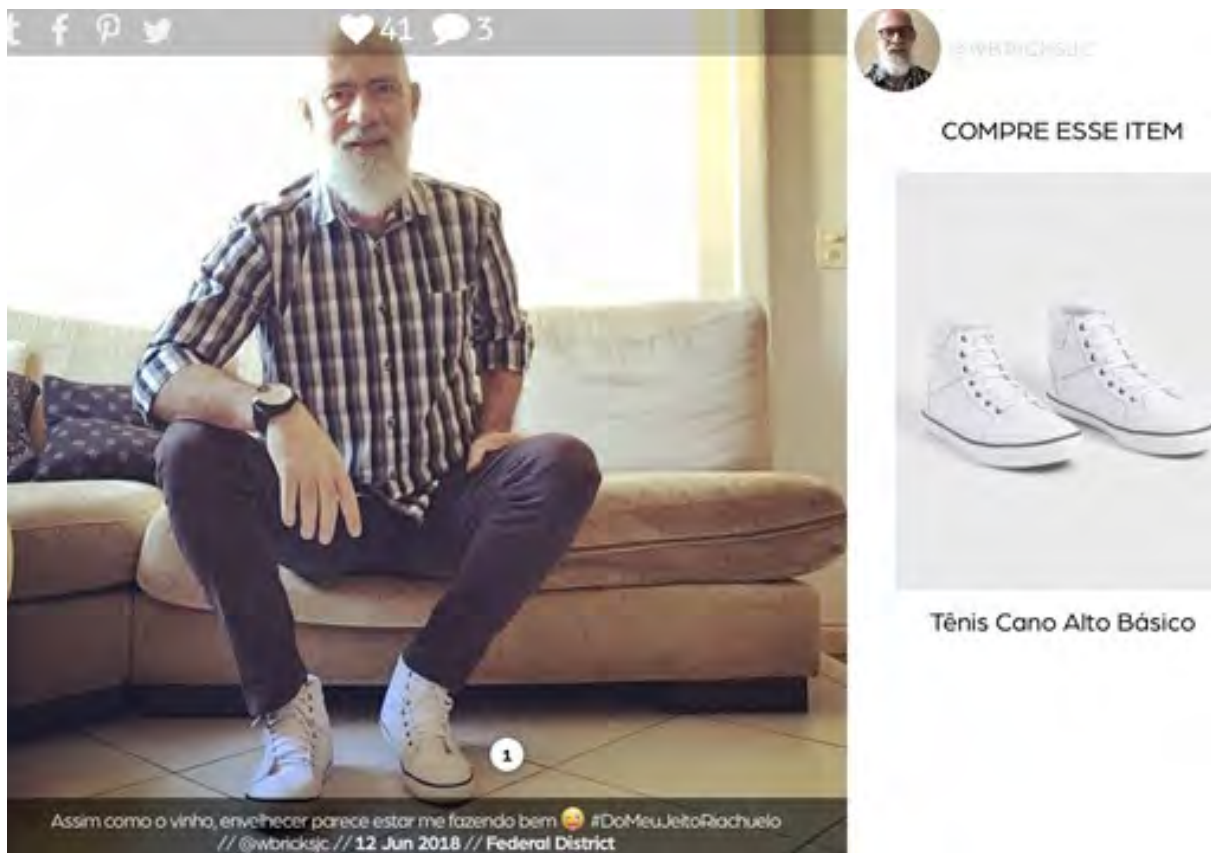 41 3
@WBRICKSJC
COMPRE ESSE ITEM
1
Tênis Cano Alto Básico
Assim como o vinho, envelhecer parece estar me fazendo bem 😜 #DoMeuJeitoRiachuelo
// @wbricksjc // 12 Jun 2018 // Federal District